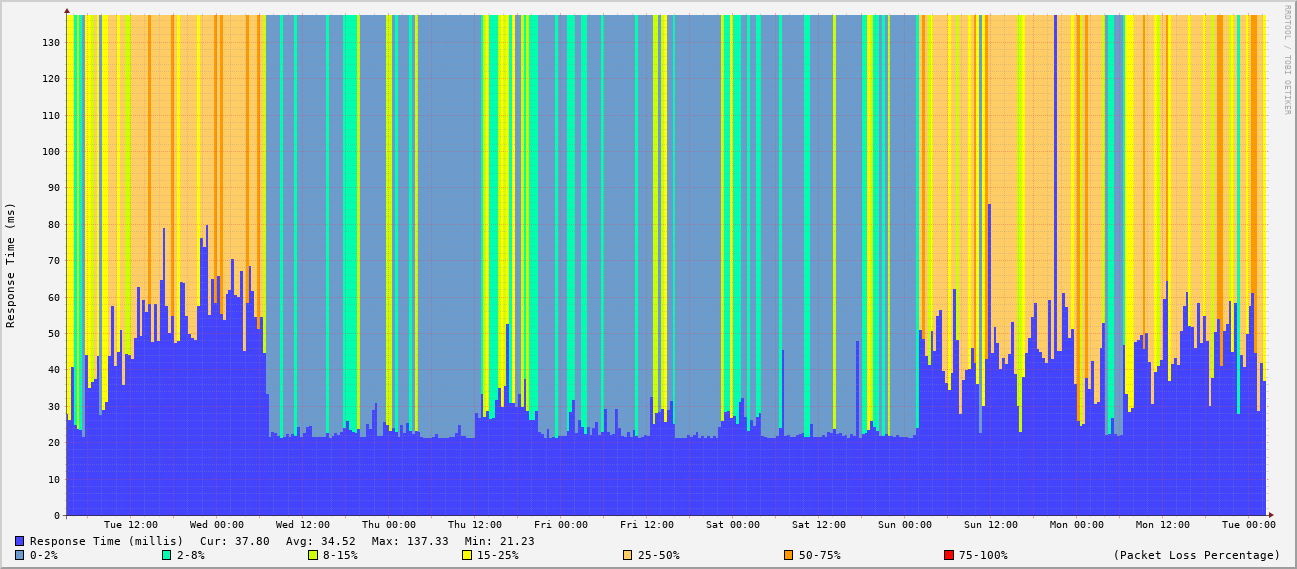 RRDTOOL / TOBI OETIKER
Response Time (ms)
130
120
110
100
90
80
70
60
50
40
30
20
10
0
Tue 12:00 Wed 00:00 Wed 12:00 Thu 00:00 Thu 12:00 Fri 00:00 Fri 12:00 Sat 00:00 Sat 12:00 Sun 00:00 Sun 12:00 Mon 00:00 Mon 12:00 Tue 00:00
Response Time (millis) Cur: 37.80 Avg: 34.52 Max: 137.33 Min: 21.23
0-2% 2-8% 8-15% 15-25% 25-50% 50-75% 75-100% (Packet Loss Percentage)